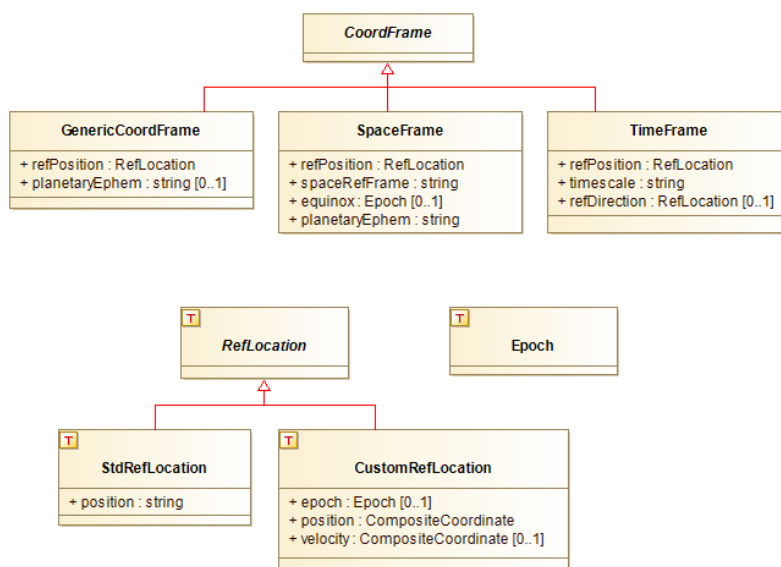 CoordFrame
GenericCoordFrame
+ refPosition : RefLocation
+ planetaryEphem : string [0..1]
SpaceFrame
+ refPosition : RefLocation
+ spaceRefFrame : string
+ equinox : Epoch [0..1]
+ planetaryEphem : string
TimeFrame
+ refPosition : RefLocation
+ timescale : string
+ refDirection : RefLocation [0..1]
T
RefLocation
T
Epoch
T
StdRefLocation
+ position : string
T
CustomRefLocation
+ epoch : Epoch [0..1]
+ position : CompositeCoordinate
+ velocity : CompositeCoordinate [0..1]